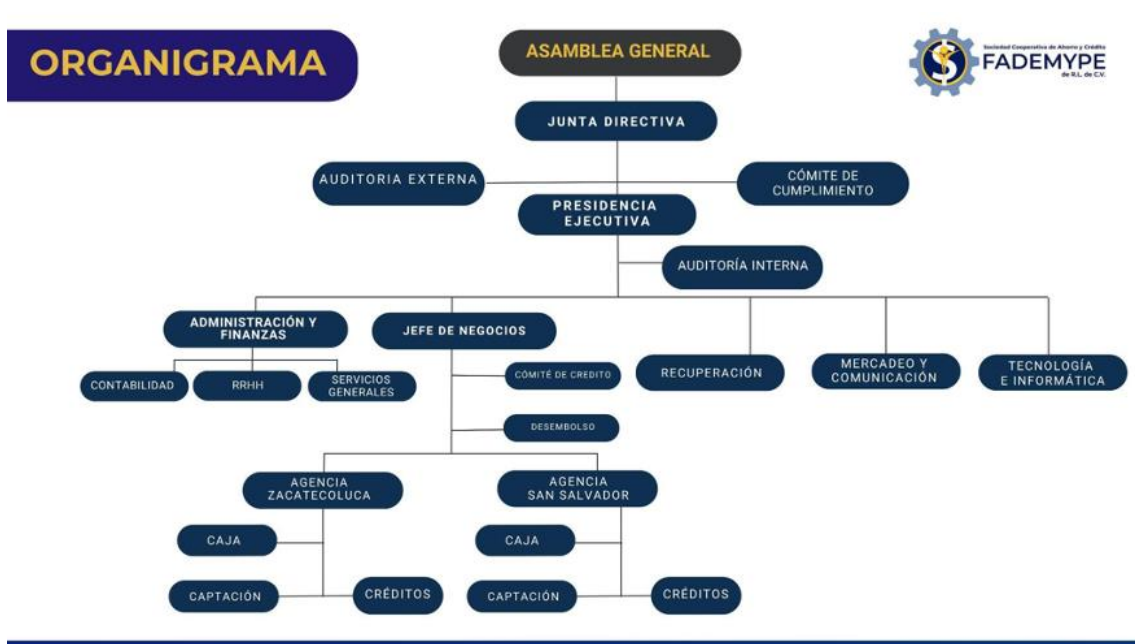 ORGANIGRAMA
ASAMBLEA GENERAL
Sociedad Cooperativa de Ahorro y Crédito
FADEMYPE
de R.L. de C.V.
JUNTA DIRECTIVA
AUDITORIA EXTERNA
CÓMITE DE
CUMPLIMIENTO
PRESIDENCIA
EJECUTIVA
AUDITORÍA INTERNA
ADMINISTRACIÓN Y
FINANZAS
JEFE DE NEGOCIOS
RECUPERACIÓN
MERCADEO Y
COMUNICACIÓN
TECNOLOGÍA
E INFORMÁTICA
CONTABILIDAD
RRHH
SERVICIOS
GENERALES
CÓMITÉ DE CREDITO
DESEMBOLSO
AGENCIA
ZACATECOLUCA
AGENCIA
SAN SALVADOR
CAJA
CAJA
CAPTACIÓN
CRÉDITOS
CAPTACIÓN
CRÉDITOS